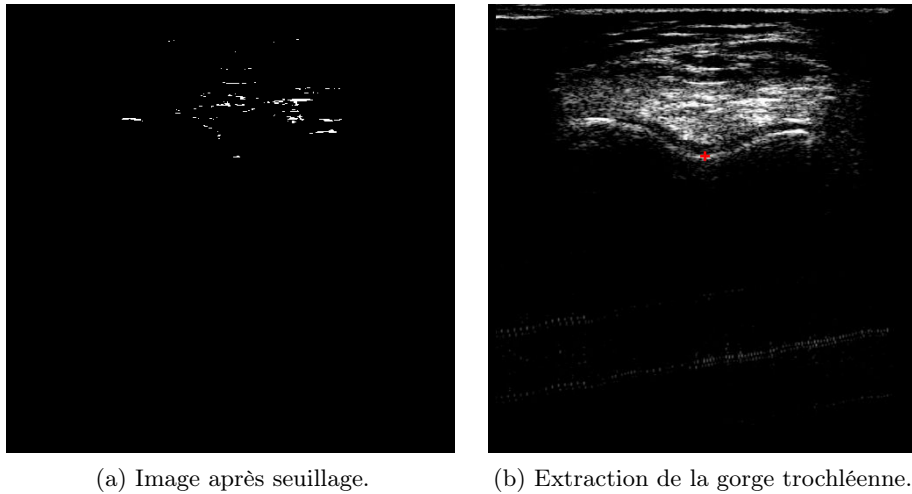 (a) Image après seuillage.
(b) Extraction de la gorge trochléenne.